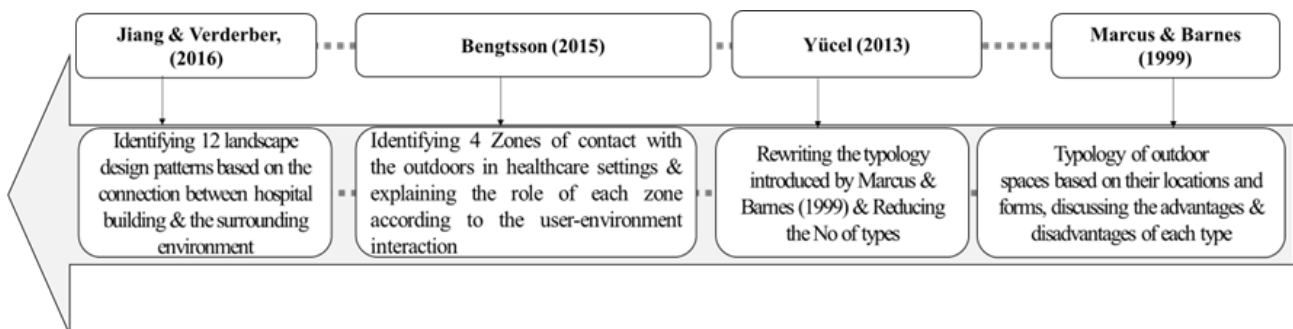 Jiang & Verderber,
(2016)
Bengtsson (2015)
Yücel (2013)
Marcus & Barnes
(1999)
Identifying 12 landscape
design patterns based on the
connection between hospital
building & the surrounding
environment
Identifying 4 Zones of contact with
the outdoors in healthcare settings &
explaining the role of each zone
according to the user-environment
interaction
Rewriting the typology
introduced by Marcus &
Barnes (1999) & Reducing
the No of types
Typology of outdoor
spaces based on their locations and
forms, discussing the advantages &
disadvantages of each type